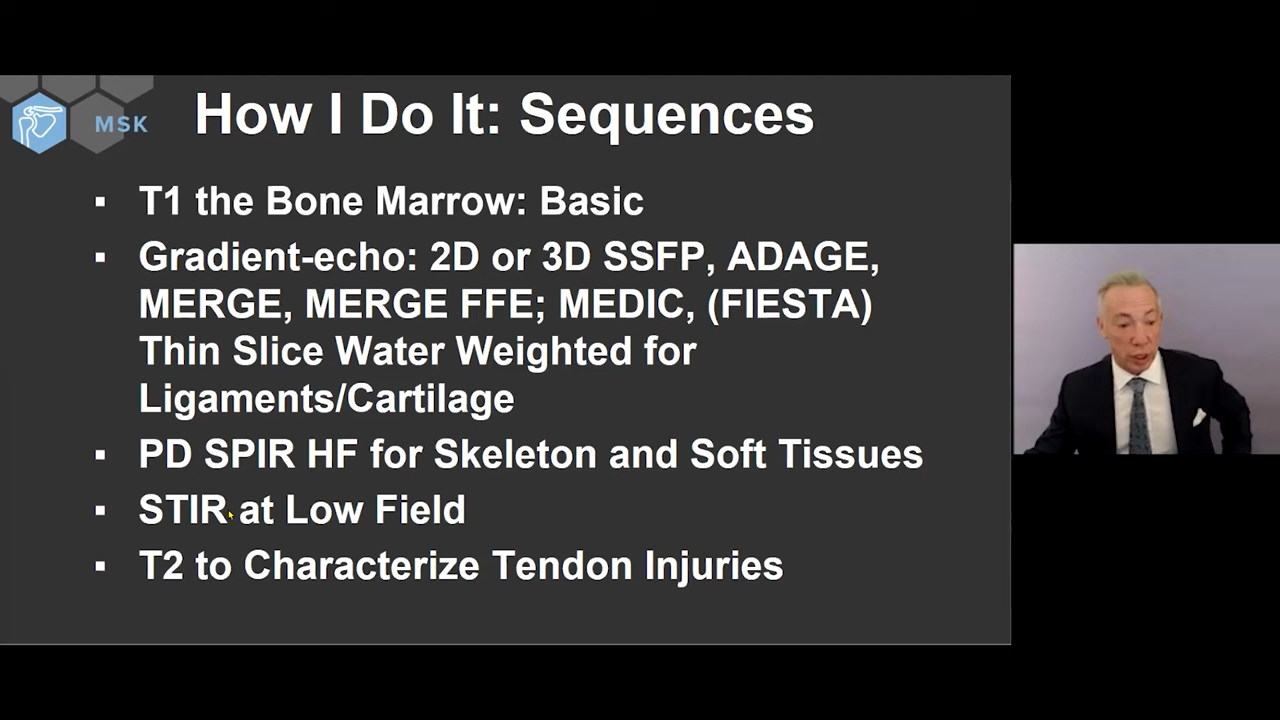 MSK
How I Do It: Sequences
▪ T1 the Bone Marrow: Basic
▪ Gradient-echo: 2D or 3D SSFP, ADAGE,
MERGE, MERGE FFE; MEDIC, (FIESTA)
Thin Slice Water Weighted for
Ligaments/Cartilage
▪ PD SPIR HF for Skeleton and Soft Tissues
▪ STIR at Low Field
▪ T2 to Characterize Tendon Injuries